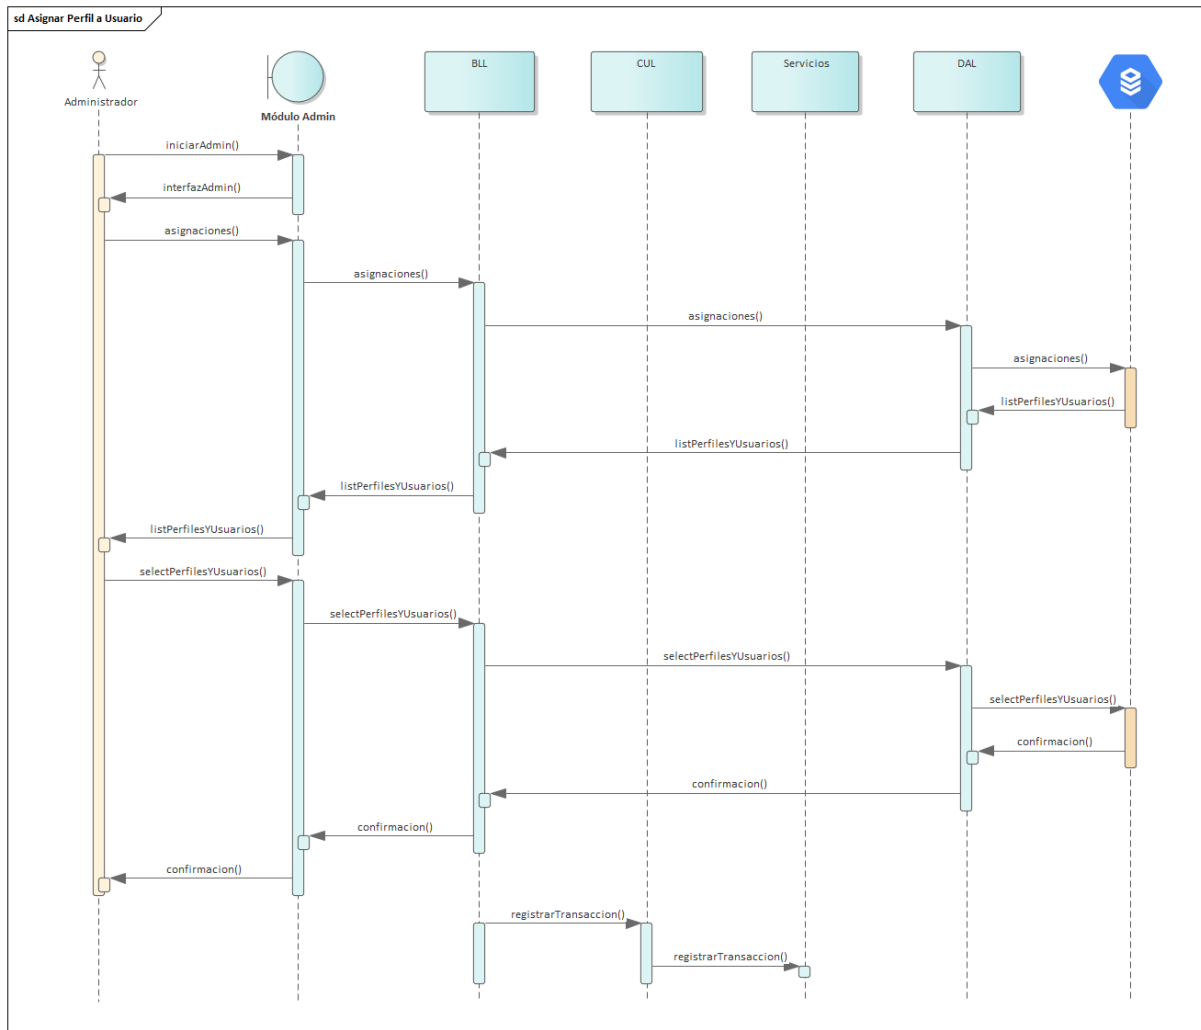 sd Asignar Perfil a Usuario
BLL
CUL
Servicios
DAL
Administrador
Módulo Admin
iniciarAdmin()
interfazAdmin()
asignaciones()
asignaciones()
asignaciones()
asignaciones()
listPerfilesYUsuarios()
listPerfilesYUsuarios()
listPerfilesYUsuarios()
listPerfilesYUsuarios()
selectPerfilesYUsuarios()
selectPerfilesYUsuarios()
selectPerfilesYUsuarios()
selectPerfilesYUsuarios()
confirmacion()
confirmacion()
confirmacion()
confirmacion()
registrarTransaccion()
registrarTransaccion()